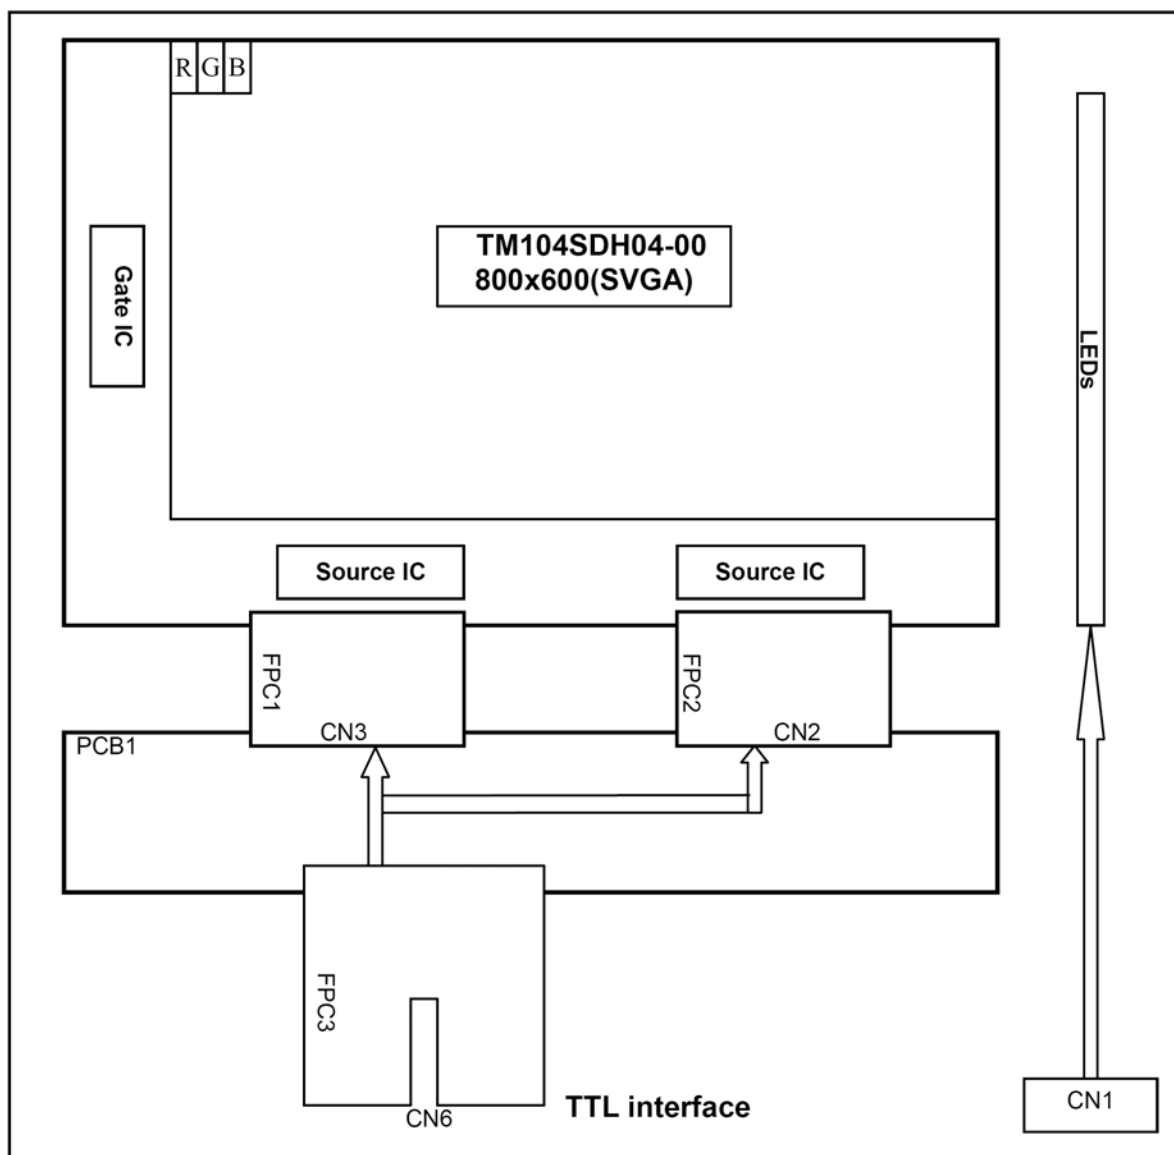 R G B
TM104SDH04-00
800x600(SVGA)
Gate IC
LEDs
Source IC
Source IC
FPC1
FPC2
CN3
CN2
PCB1
FPC3
CN6
TTL interface
CN1